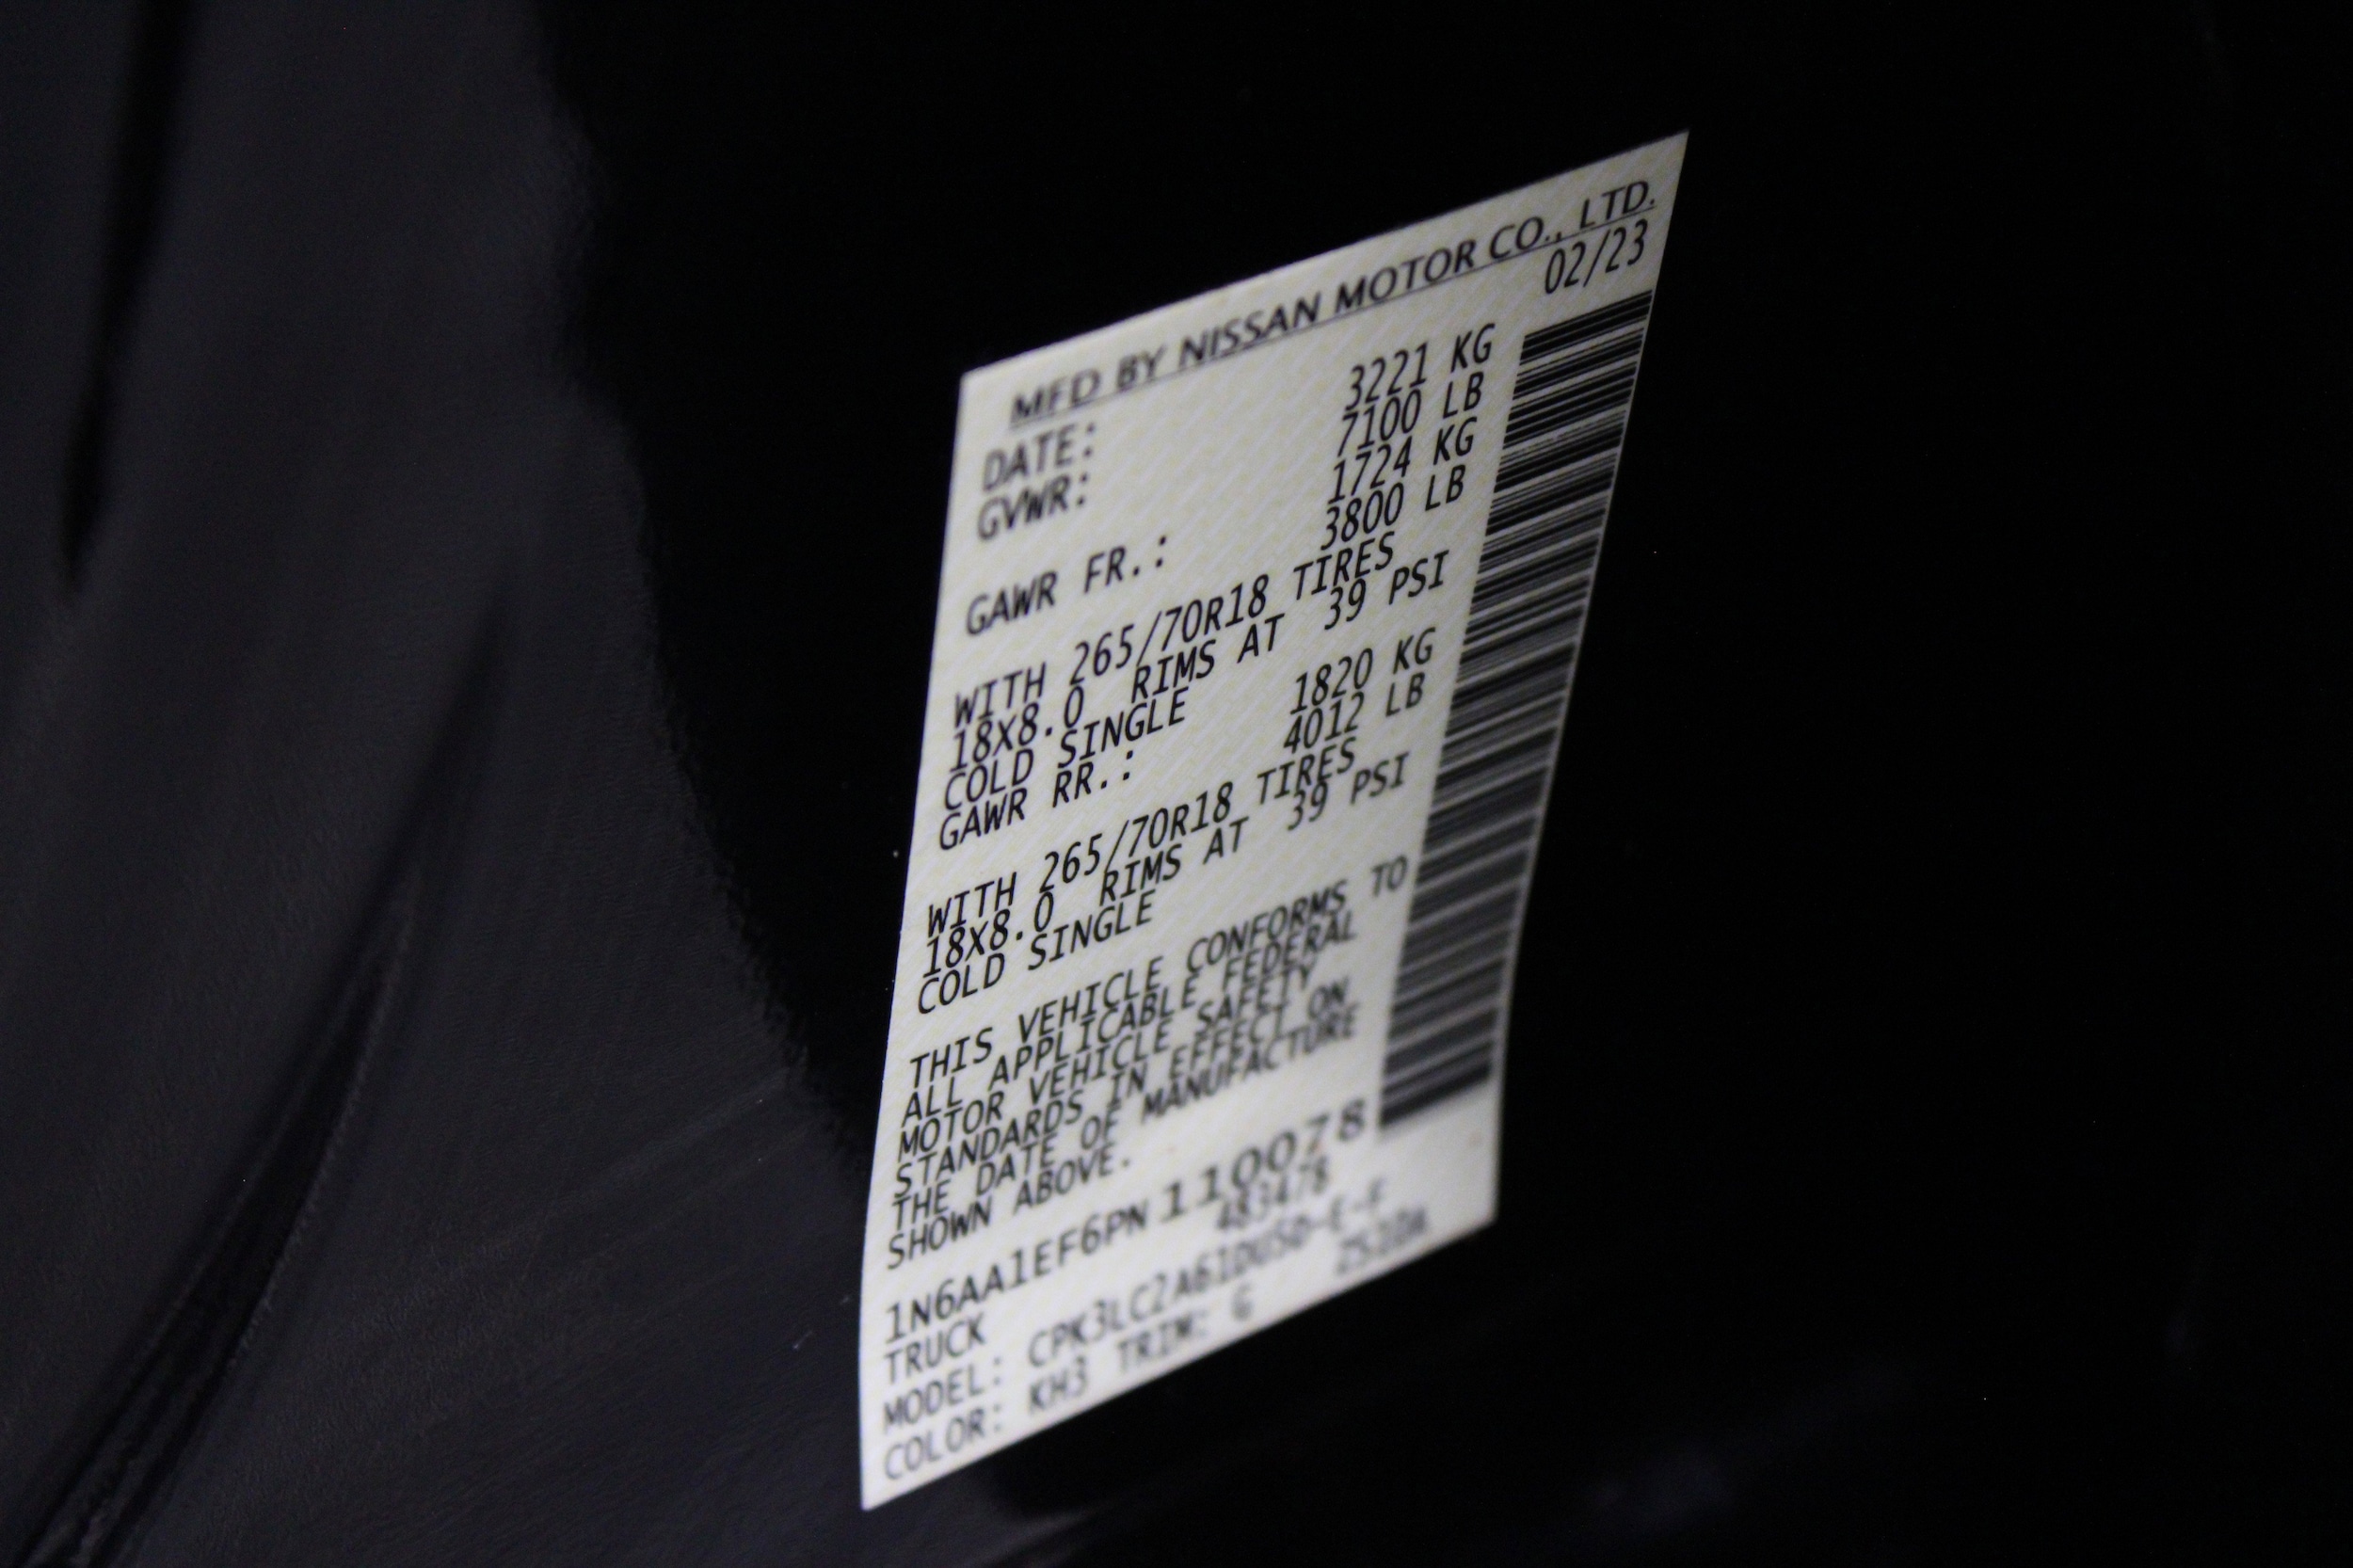 MFD BY NISSAN MOTOR CO., LTD.
DATE: 02/23
GVWR: 3221 KG
7100 LB
GAWR FR.: 1724 KG
3800 LB
WITH 265/70R18 TIRES
18X8.0 RIMS AT 39 PSI
COLD SINGLE
GAWR RR.: 1820 KG
4012 LB
WITH 265/70R18 TIRES
18X8.0 RIMS AT 39 PSI
COLD SINGLE
THIS VEHICLE CONFORMS TO
ALL APPLICABLE FEDERAL
MOTOR VEHICLE SAFETY
STANDARDS IN EFFECT ON
THE DATE OF MANUFACTURE
SHOWN ABOVE.
1N6AA1EF6PN110078
TRUCK 483478
MODEL:
COLOR: KH3 TRIM: G